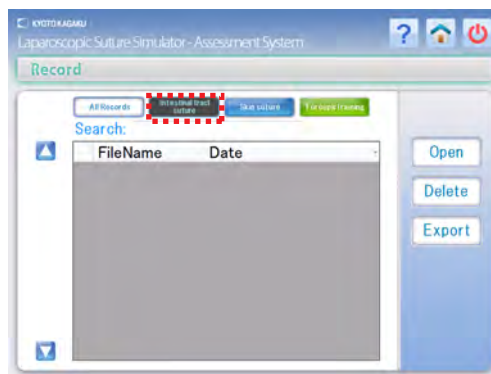 KYOTO KAGAKU
Laparoscopic Suture Simulator - Assessment System
?
Record
All Records
Intestinal tract
suture
Skin suture
Forceps training
Search:
FileName Date
Open
Delete
Export